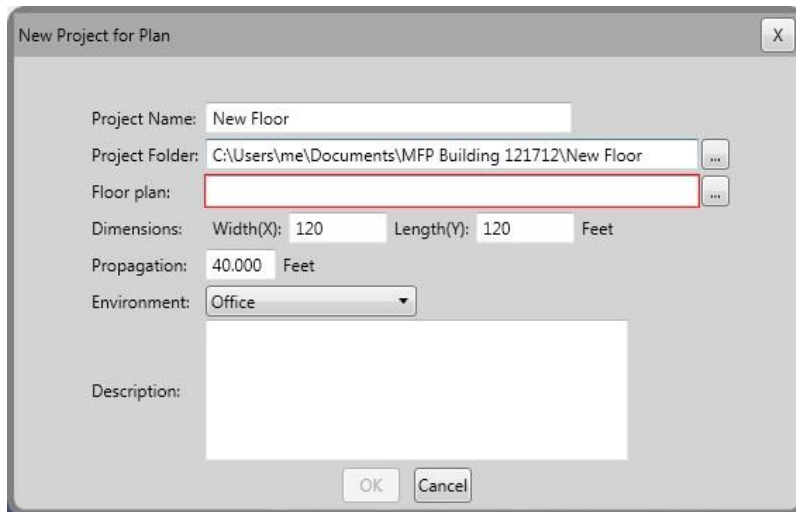 New Project for Plan X
Project Name: New Floor
Project Folder: C:\Users\me\Documents\MFP Building 121712\New Floor ...
Floor plan: ...
Dimensions: Width(X): 120 Length(Y): 120 Feet
Propagation: 40.000 Feet
Environment: Office
Description:
OK Cancel